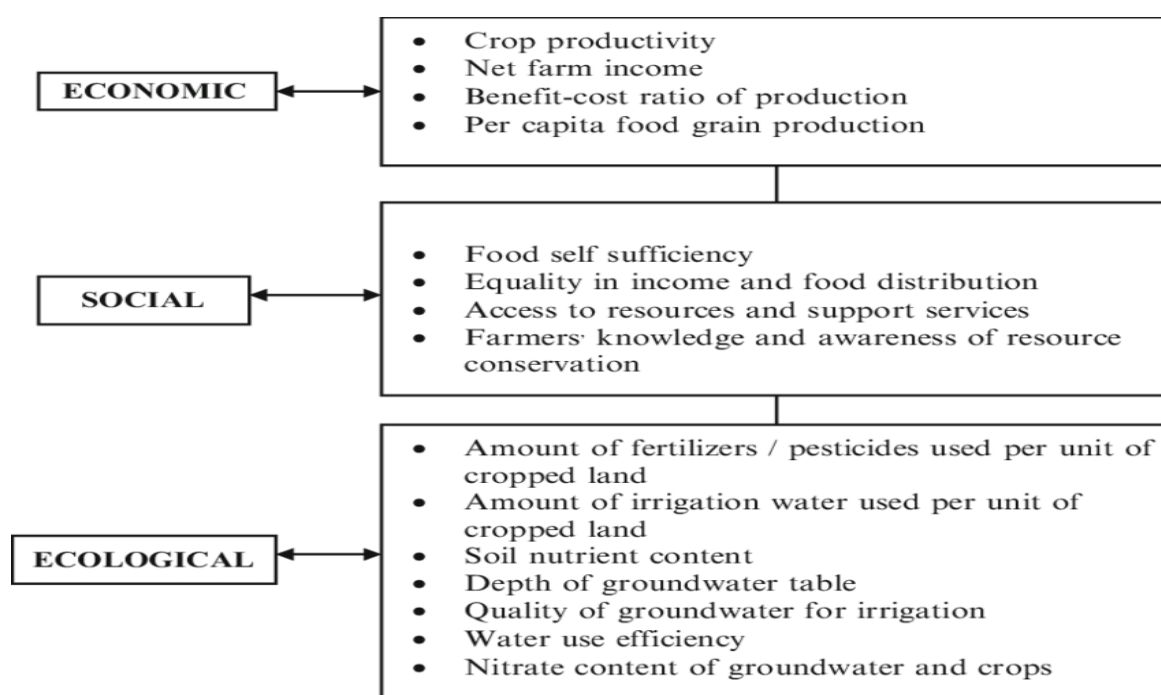 ECONOMIC
• Crop productivity
• Net farm income
• Benefit-cost ratio of production
• Per capita food grain production
SOCIAL
• Food self sufficiency
• Equality in income and food distribution
• Access to resources and support services
• Farmers' knowledge and awareness of resource
conservation
ECOLOGICAL
• Amount of fertilizers / pesticides used per unit of
cropped land
• Amount of irrigation water used per unit of
cropped land
• Soil nutrient content
• Depth of groundwater table
• Quality of groundwater for irrigation
• Water use efficiency
• Nitrate content of groundwater and crops